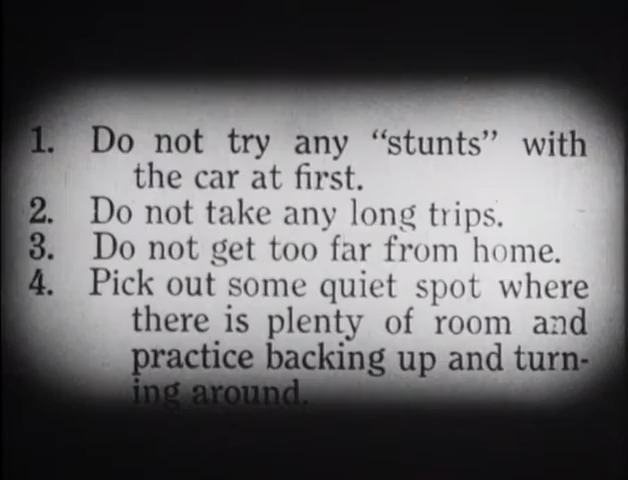 1. Do not try any “stunts” with
the car at first.
2. Do not take any long trips.
3. Do not get too far from home.
4. Pick out some quiet spot where
there is plenty of room and
practice backing up and turn-
ing around.